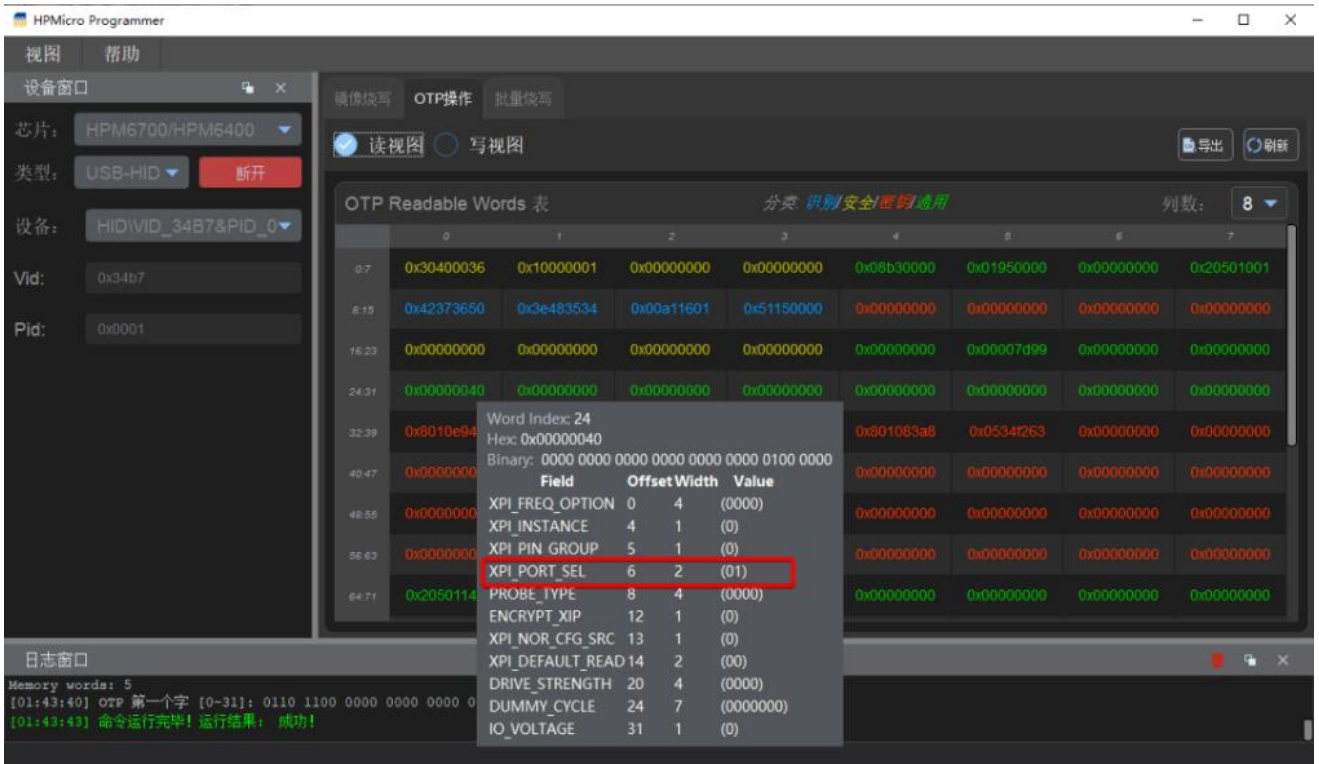 HPMicro Programmer
视图 帮助
设备窗口
芯片: HPM6700/HPM6400
类型: USB-HID 断开
设备: HID\VID_34B7&PID_0
Vid: 0x34b7
Pid: 0x0001
镜像烧写 OTP操作 批量烧写
读视图 写视图 导出 刷新
OTP Readable Words 表 分类: 识别/安全/密钥/通用 列数: 8
0 1 2 3 4 5 6 7
0:7 0x30400036 0x10000001 0x00000000 0x00000000 0x08b30000 0x01950000 0x00000000 0x20501001
8:15 0x42373650 0x3e483534 0x00a11601 0x51150000 0x00000000 0x00000000 0x00000000 0x00000000
16:23 0x00000000 0x00000000 0x00000000 0x00000000 0x00000000 0x00007d99 0x00000000 0x00000000
24:31 0x00000040 0x00000000 0x00000000 0x00000000 0x00000000 0x00000000 0x00000000 0x00000000
32:39 0x8010e94 0x801083a8 0x0534f263 0x00000000 0x00000000
40:47 0x0000000 0x00000000 0x00000000 0x00000000 0x00000000
48:55 0x0000000 0x00000000 0x00000000 0x00000000 0x00000000
56:63 0x0000000 0x00000000 0x00000000 0x00000000 0x00000000
64:71 0x2050114 0x00000000 0x00000000 0x00000000 0x00000000
Word Index: 24
Hex: 0x00000040
Binary: 0000 0000 0000 0000 0000 0000 0100 0000
Field Offset Width Value
XPI_FREQ_OPTION 0 4 (0000)
XPI_INSTANCE 4 1 (0)
XPI_PIN_GROUP 5 1 (0)
XPI_PORT_SEL 6 2 (01)
PROBE_TYPE 8 4 (0000)
ENCRYPT_XIP 12 1 (0)
XPI_NOR_CFG_SRC 13 1 (0)
XPI_DEFAULT_READ 14 2 (00)
DRIVE_STRENGTH 20 4 (0000)
DUMMY_CYCLE 24 7 (0000000)
IO_VOLTAGE 31 1 (0)
日志窗口
Memory words: 5
[01:43:40] OTP 第一个字 [0-31]: 0110 1100 0000 0000 0000 0
[01:43:43] 命令运行完毕! 运行结果: 成功!